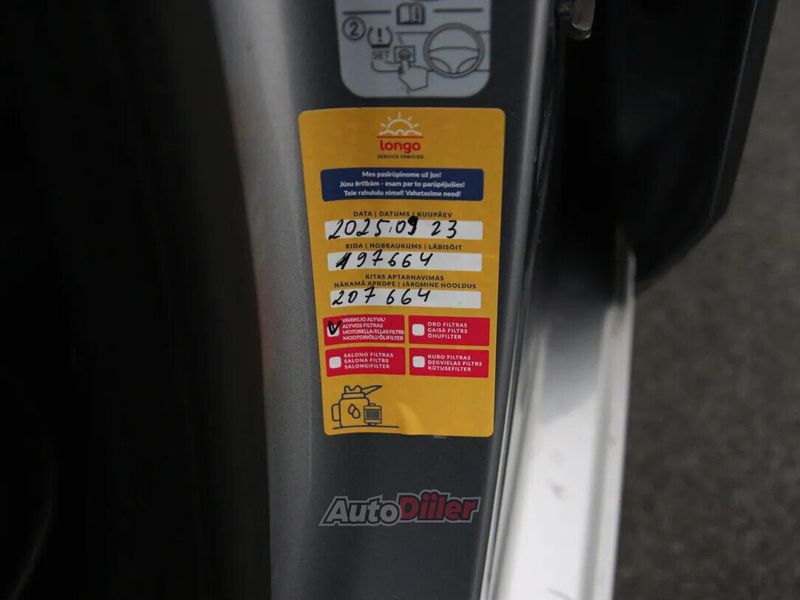 2
SET
longo
SERVICE VERIFIED
Mes pasirūpinome už jus!
Jūsu ērtībām - esam par to parūpējušies!
Teie rahulolu nimel! Vahetasime need!
DATA | DATUMS | KUUPÄEV
2025.09 23
RIDA | NOBRAUKUMS | LÄBISÕIT
197664
KITAS APTARNAVIMAS
NĀKAMĀ APKOPE | JÄRGMINE HOOLDUS
207664
VARIKLIO ALYVA/
ALYVOS FILTRAS
MOTOREĻĻA/EĻĻAS FILTRS
MOOTORIÕLI/ÕLIFILTER
ORO FILTRAS
GAISA FILTRS
ÕHUFILTER
SALONO FILTRAS
SALONA FILTRS
SALONGIFILTER
KURO FILTRAS
DEGVIELAS FILTRS
KÜTUSEFILTER
AutoDiiler